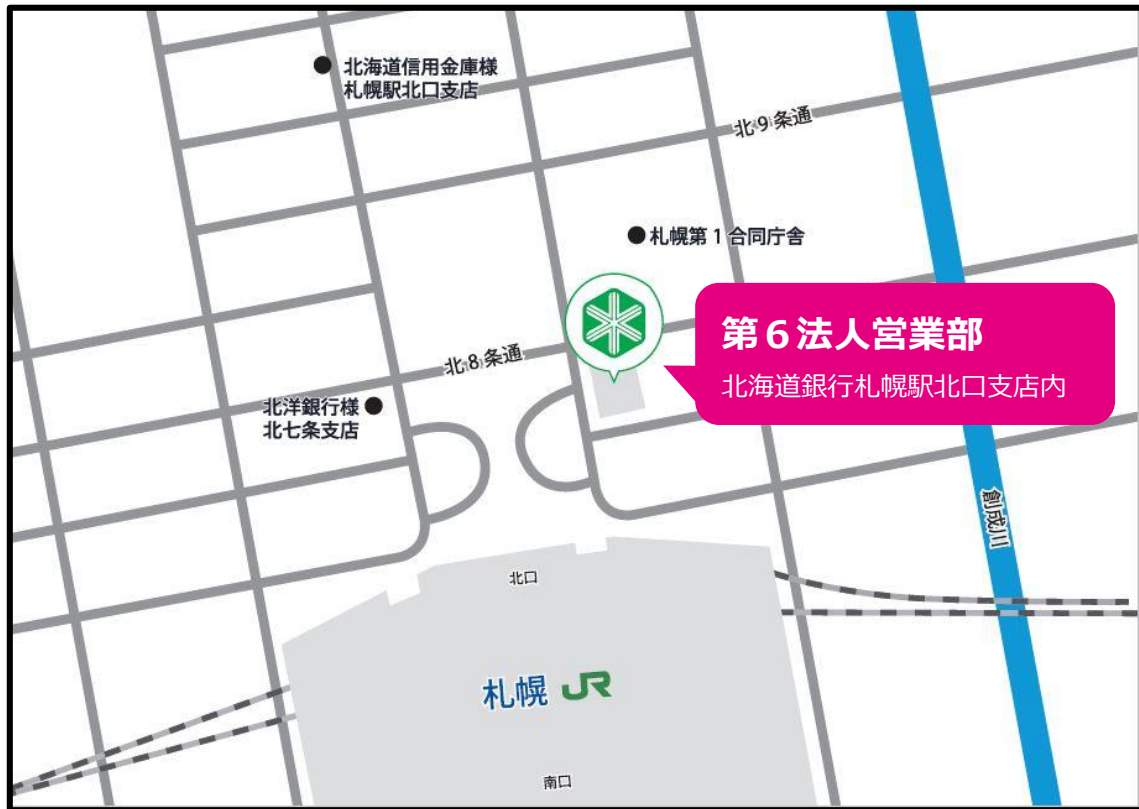 北海道信用金庫様
札幌駅北口支店
北9条通
札幌第1合同庁舎
第6法人営業部
北海道銀行札幌駅北口支店内
北8条通
北洋銀行様
北七条支店
創成川
北口
札幌 JR
南口